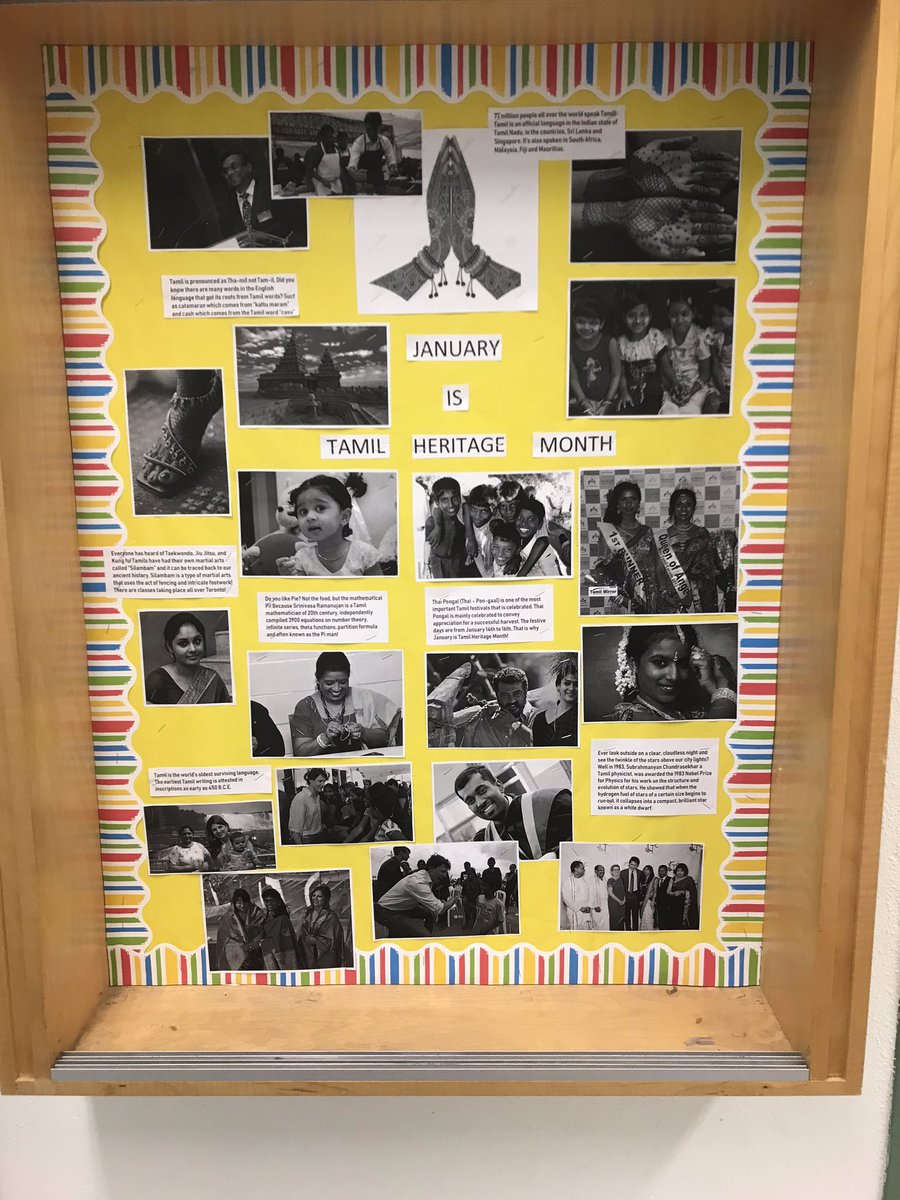 77 million people all over the world speak Tamil!
Tamil is an official language in the Indian state of
Tamil Nadu, in the countries, Sri Lanka and
Singapore. It's also spoken in South Africa,
Malaysia, Fiji and Mauritius.
Tamil is pronounced as Tha-mil not Tam-il. Did you
know there are many words in the English
language that got its roots from Tamil words? Such
as catamaran which comes from "kattu maram"
and cash which comes from the Tamil word "casu"
JANUARY
IS
TAMIL HERITAGE MONTH
1ST RUNNER
Queen of Angel
Tamil Mirror
Everyone has heard of Taekwondo, Jiu Jitsu, and
Kung fu! Tamils have had their own martial arts
called "Silambam" and it can be traced back to our
ancient history. Silambam is a type of martial arts
that uses the act of fencing and intricate footwork!
There are classes taking place all over Toronto!
Do you like Pie? Not the food, but the mathematical
Pi! Because Srinivasa Ramanujan is a Tamil
mathematician of 20th century, independently
compiled 3900 equations on number theory,
infinite series, theta functions, partition formula
and often known as the Pi man!
Thai Pongal (Thai - Pon-gaal) is one of the most
important Tamil festivals that is celebrated. Thai
Pongal is mainly celebrated to convey
appreciation for a successful harvest. The festive
days are from January 14th to 16th. That is why
January is Tamil Heritage Month!
Tamil is the world's oldest surviving language.
The earliest Tamil writing is attested in
inscriptions as early as 450 B.C.E.
Ever look outside on a clear, cloudless night and
see the twinkle of the stars above our city lights?
Well in 1983, Subrahmanyan Chandrasekhar a
Tamil physicist, was awarded the 1983 Nobel Prize
for Physics for his work on the structure and
evolution of stars. He showed that when the
hydrogen fuel of stars of a certain size begins to
run out, it collapses into a compact, brilliant star
known as a white dwarf.